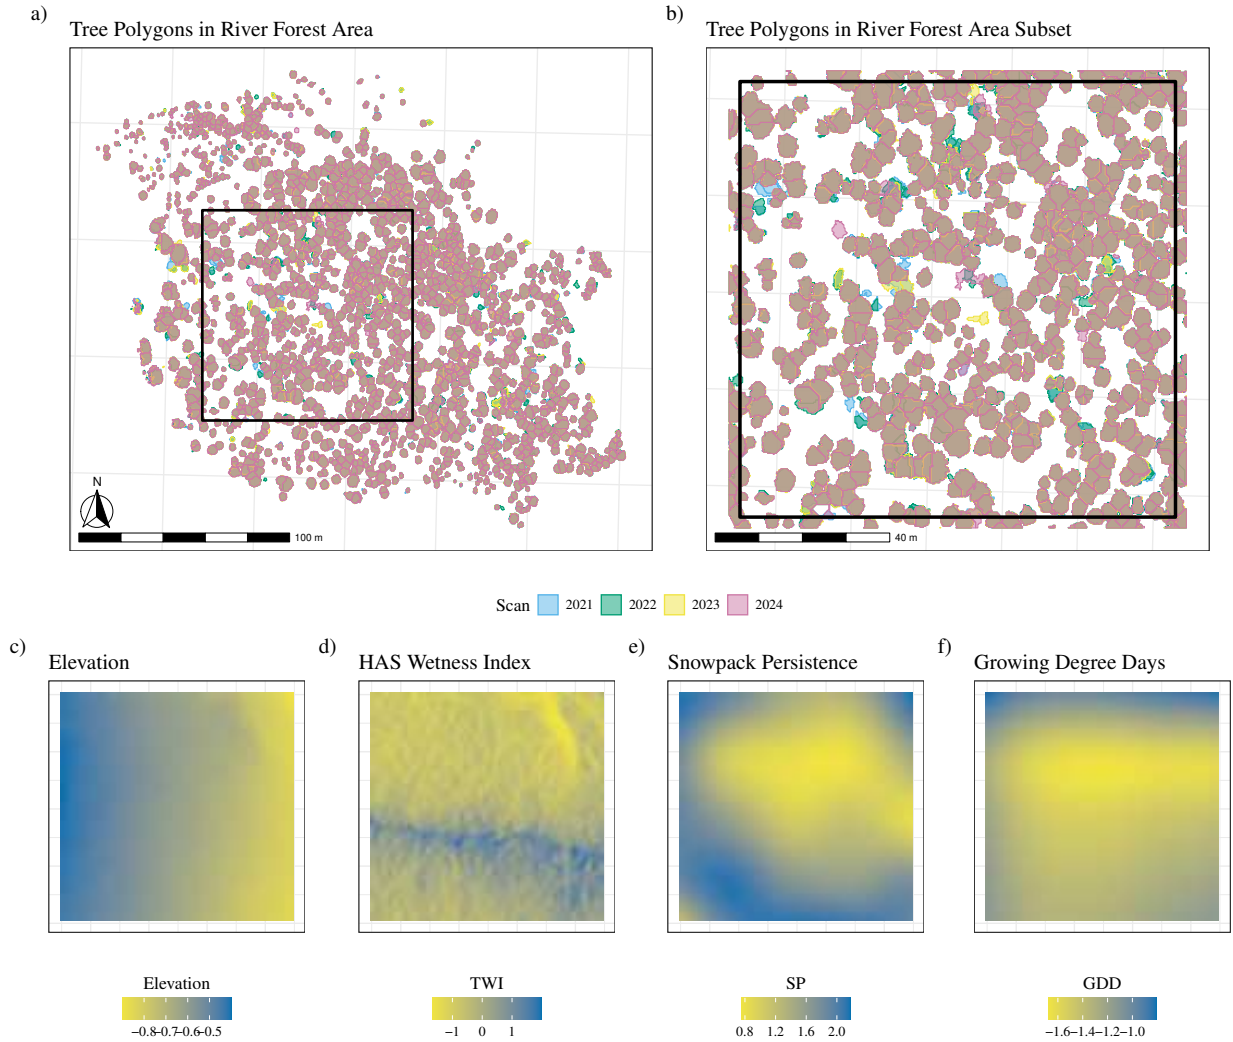 a)
Tree Polygons in River Forest Area
b)
Tree Polygons in River Forest Area Subset
N
100 m
40 m
Scan 2021 2022 2023 2024
c)
Elevation
d)
HAS Wetness Index
e)
Snowpack Persistence
f)
Growing Degree Days
Elevation
−0.8−0.7−0.6−0.5
TWI
−1 0 1
SP
0.8 1.2 1.6 2.0
GDD
−1.6−1.4−1.2−1.0